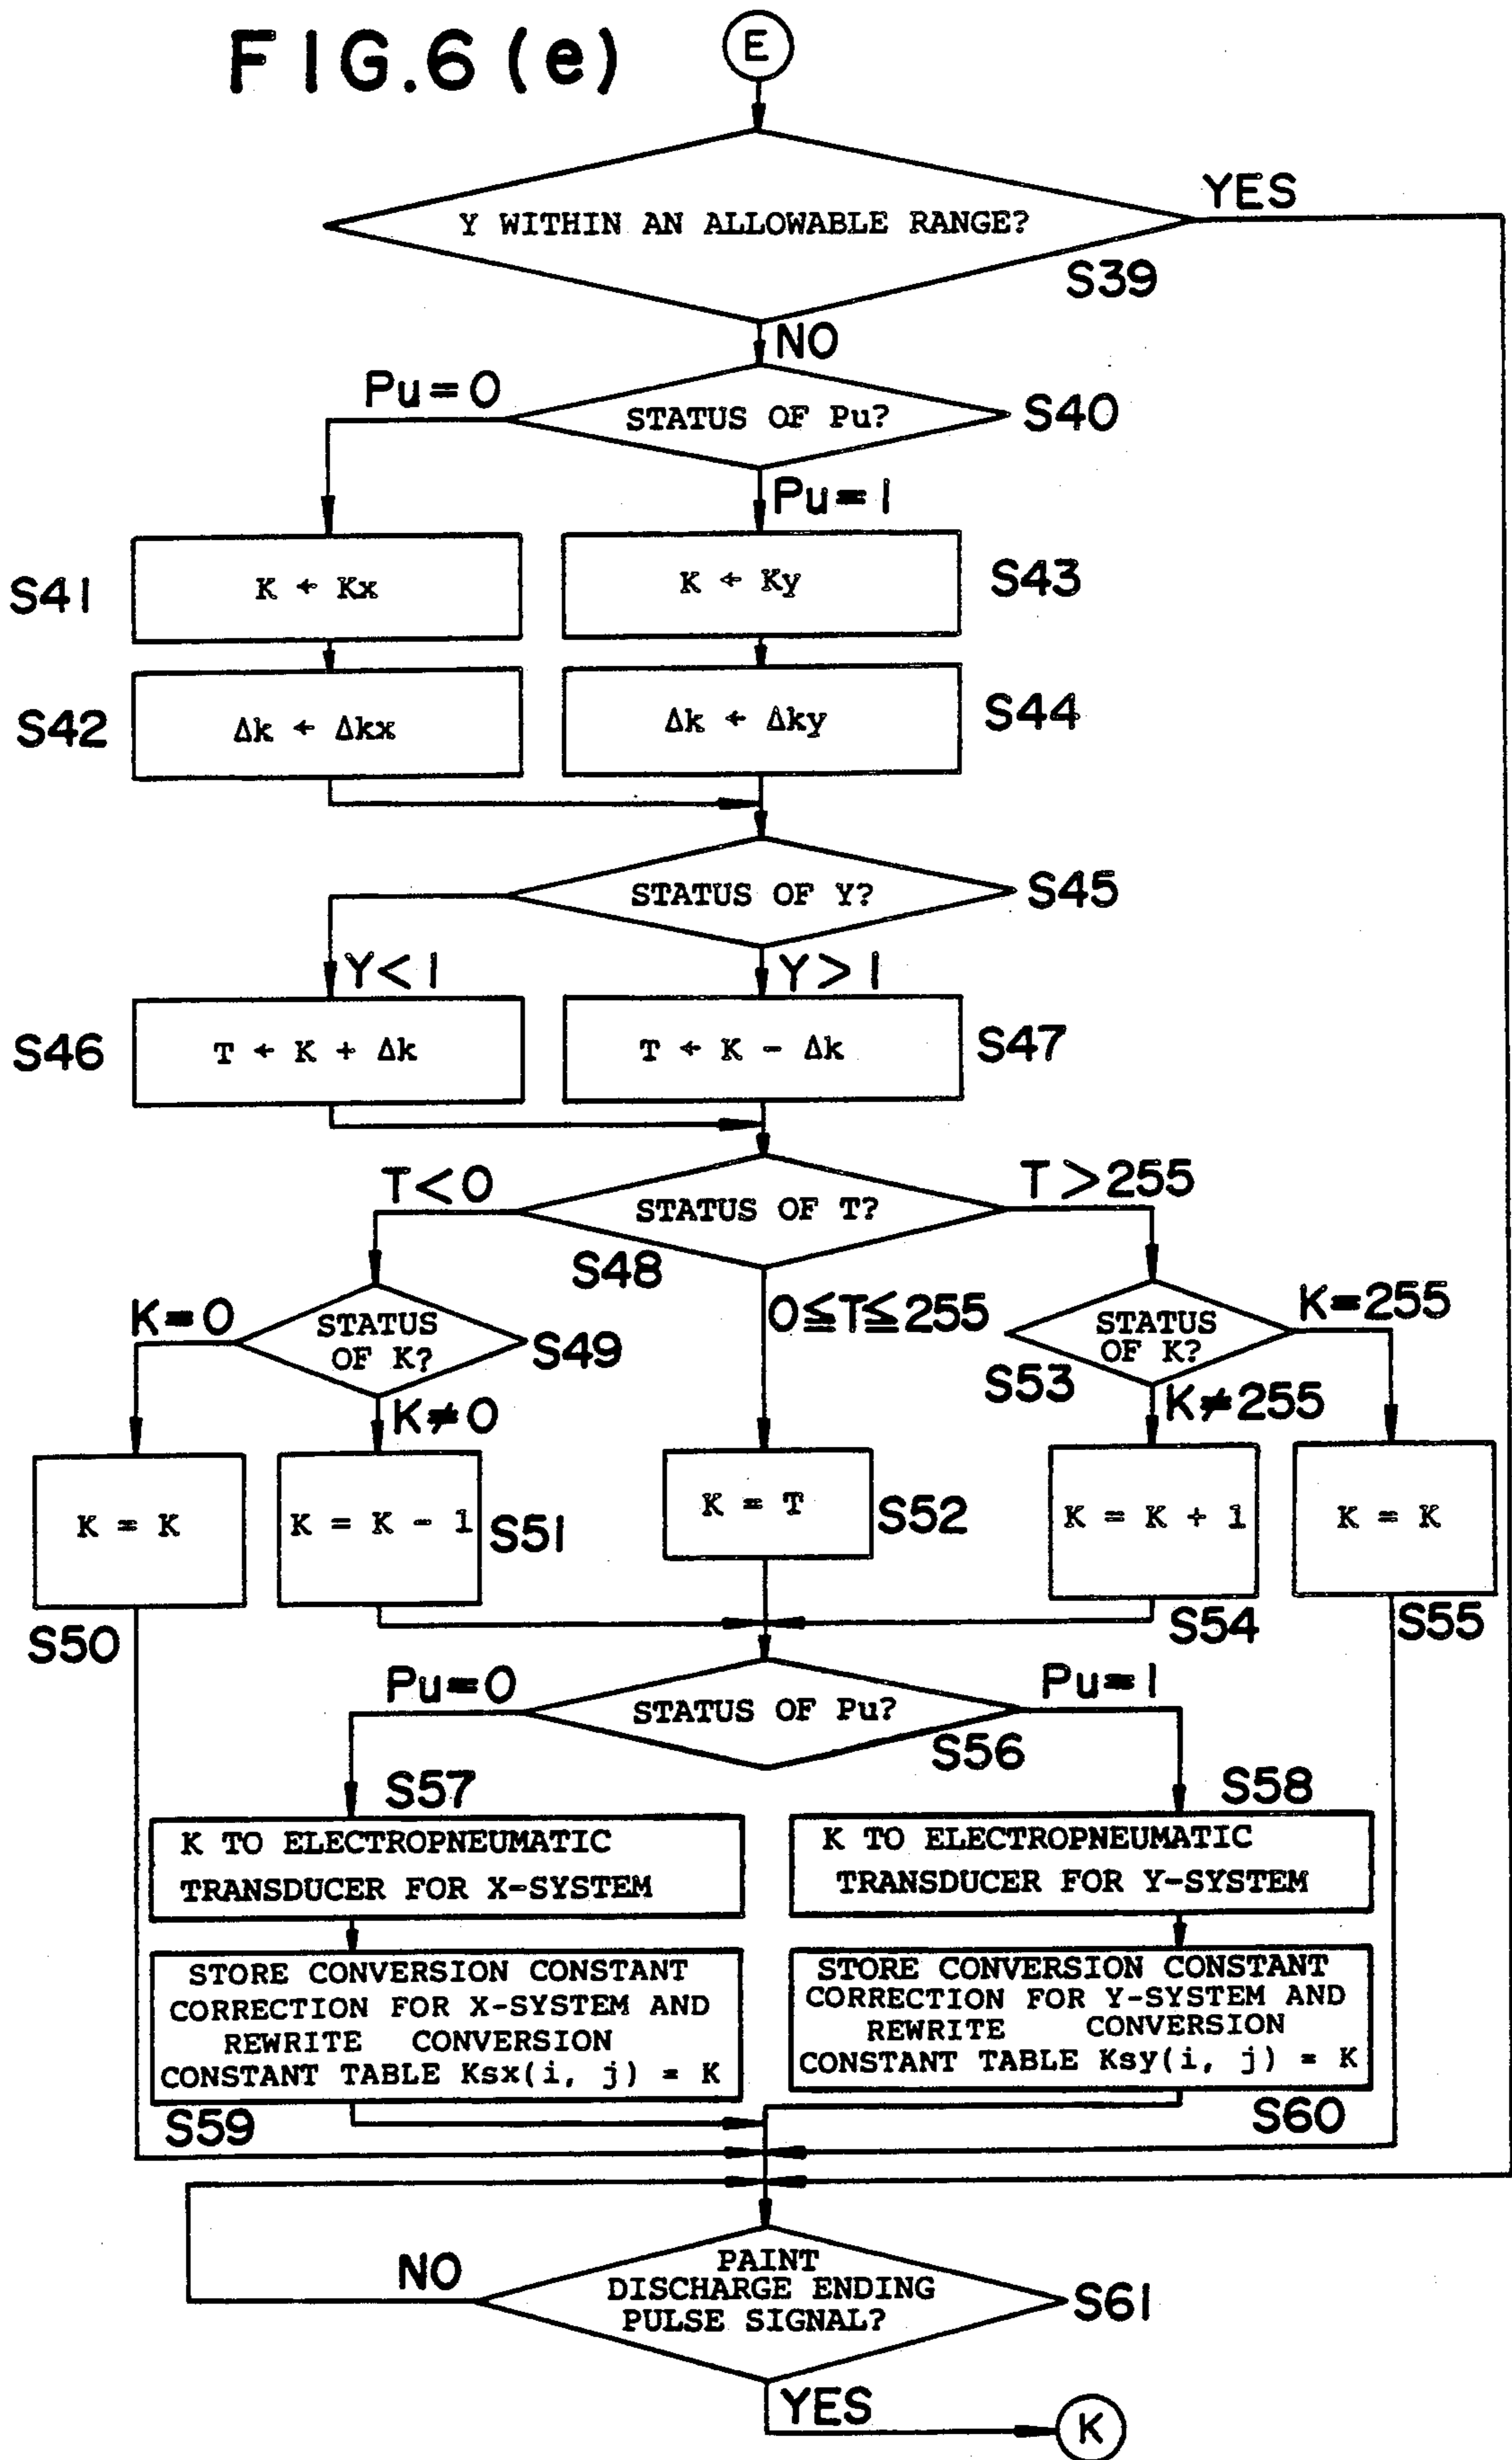 FIG.6 (e)
E
Y WITHIN AN ALLOWABLE RANGE?
YES
S39
NO
Pu=0
STATUS OF Pu?
S40
Pu=1
S41
K ← Kx
K ← Ky
S43
S42
Δk ← Δkx
Δk ← Δky
S44
STATUS OF Y?
S45
Y<1
Y>1
S46
T ← K + Δk
T ← K - Δk
S47
T<0
STATUS OF T?
T>255
S48
K=0
STATUS
OF K?
S49
0≦T≦255
STATUS
OF K?
S53
K=255
K≠0
K≠255
K = K
K = K - 1
S51
K = T
S52
K = K + 1
K = K
S50
S54
S55
Pu=0
STATUS OF Pu?
Pu=1
S56
S57
S58
K TO ELECTROPNEUMATIC
TRANSDUCER FOR X-SYSTEM
K TO ELECTROPNEUMATIC
TRANSDUCER FOR Y-SYSTEM
STORE CONVERSION CONSTANT
CORRECTION FOR X-SYSTEM AND
REWRITE CONVERSION
CONSTANT TABLE Ksx(i, j) = K
STORE CONVERSION CONSTANT
CORRECTION FOR Y-SYSTEM AND
REWRITE CONVERSION
CONSTANT TABLE Ksy(i, j) = K
S59
S60
NO
PAINT
DISCHARGE ENDING
PULSE SIGNAL?
S61
YES
K